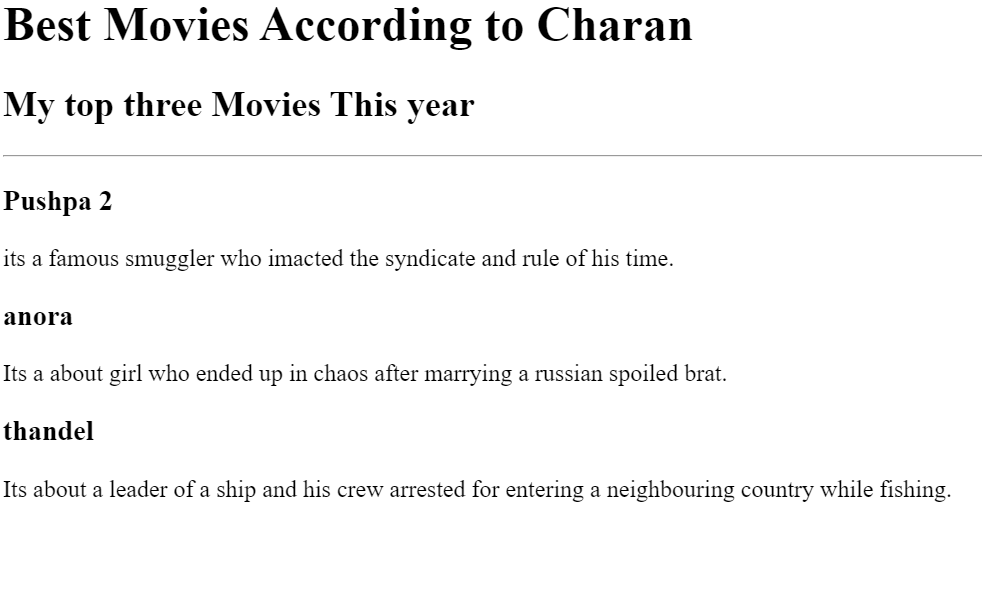 Best Movies According to Charan
My top three Movies This year
Pushpa 2
its a famous smuggler who imacted the syndicate and rule of his time.
anora
Its a about girl who ended up in chaos after marrying a russian spoiled brat.
thandel
Its about a leader of a ship and his crew arrested for entering a neighbouring country while fishing.